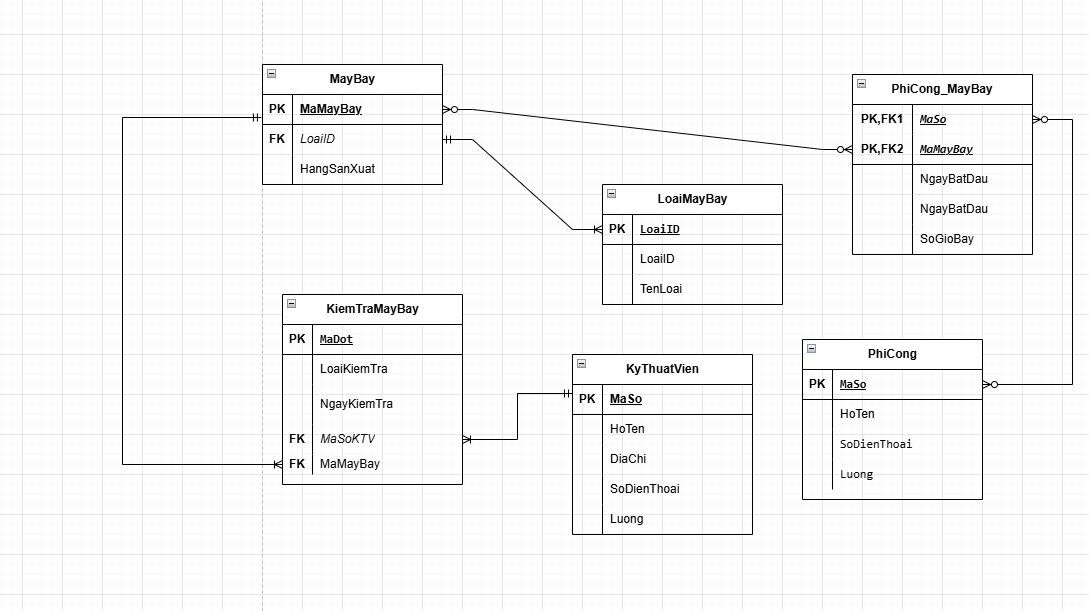 MayBay
PK MaMayBay
FK LoaiID
HangSanXuat
PhiCong_MayBay
PK,FK1 MaSo
PK,FK2 MaMayBay
NgayBatDau
NgayBatDau
SoGioBay
LoaiMayBay
PK LoaiID
LoaiID
TenLoai
KiemTraMayBay
PK MaDot
LoaiKiemTra
NgayKiemTra
FK MaSoKTV
FK MaMayBay
KyThuatVien
PK MaSo
HoTen
DiaChi
SoDienThoai
Luong
PhiCong
PK MaSo
HoTen
SoDienThoai
Luong